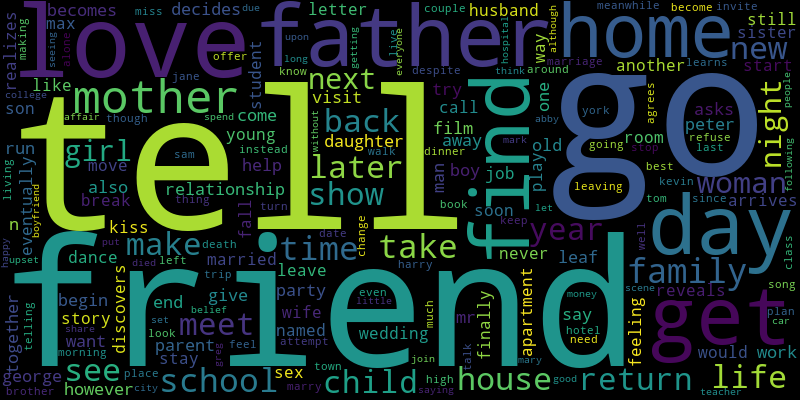 love
father
home
tell
go
friend
find
day
get
mother
girl
family
school
child
house
life
night
woman
year
new
meet
time
make
take
later
back
show
next
see
return
becomes
decides
letter
husband
way
still
sister
another
start
max
miss
making
seeing
alone
due
couple
meanwhile
become
invite
although
hospital
marriage
learns
everyone
live
getting
upon
long
offer
jane
realizes
like
student
know
despite
think
around
son
college
affair
though
spend
without
visit
call
try
come
film
away
one
old
york
agrees
asks
peter
refuse
last
people
following
abby
room
going
stop
mark
dinner
run
young
daughter
instead
walk
sam
move
help
man
boy
job
play
leaving
best
kevin
living
also
relationship
break
thing
book
soon
let
tom
since
arrives
eventually
boyfriend
n
kiss
fall
turn
keep
never
leaf
well
class
happy
upset
put
dance
death
married
date
change
harry
leave
feeling
reveals
song
telling
died
left
trip
even
little
party
much
finally
apartment
say
money
scene
plan
car
begin
end
give
belief
story
discovers
set
look
feel
wife
named
wedding
mr
hotel
need
would
work
together
share
want
parent
greg
attempt
talk
morning
stay
sex
town
join
mary
george
however
place
city
marry
high
saying
good
brother
teacher